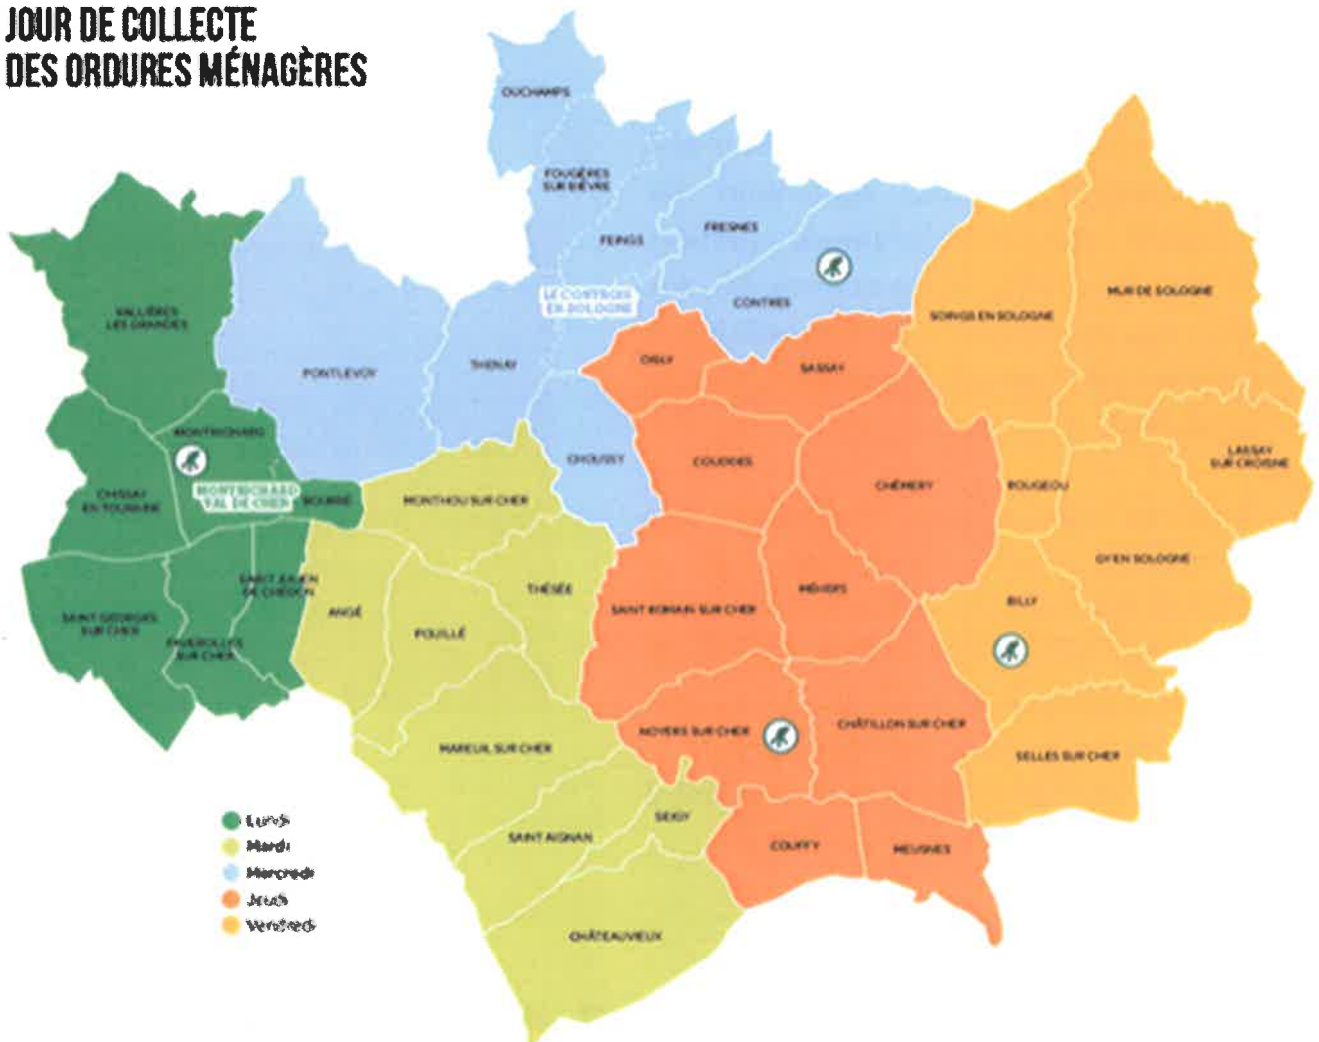 JOUR DE COLLECTE
DES ORDURES MÉNAGÈRES
OUCHAMPS
FOUGÈRES
SUR BIÈVRE
FEINGS
FRESNES
LE CONTROIS
EN SOLOGNE
CONTRES
VALLIÈRES
LES GRANDES
PONTLEVOY
THENAY
OISLY
SASSAY
SOINGS EN SOLOGNE
MUR DE SOLOGNE
MONTRICHARD
CHOUSSY
COUDDES
CHÉMERY
ROUGEOU
LASSAY
SUR CROISNE
CHISSAY
EN TOURAINE
MONTRICHARD
VAL DE CHER
BOURRÉ
MONTHOU SUR CHER
GY EN SOLOGNE
SAINT JULIEN
DE CHÉDON
ANGÉ
THÉSÉE
SAINT ROMAIN SUR CHER
MÉHERS
BILLY
SAINT GEORGES
SUR CHER
FAVEROLLES
SUR CHER
POUILLÉ
MAREUIL SUR CHER
NOYERS SUR CHER
CHÂTILLON SUR CHER
SELLES SUR CHER
SAINT AIGNAN
SEIGY
COUFFY
MEUSNES
CHÂTEAUVIEUX
Lundi
Mardi
Mercredi
Jeudi
Vendredi